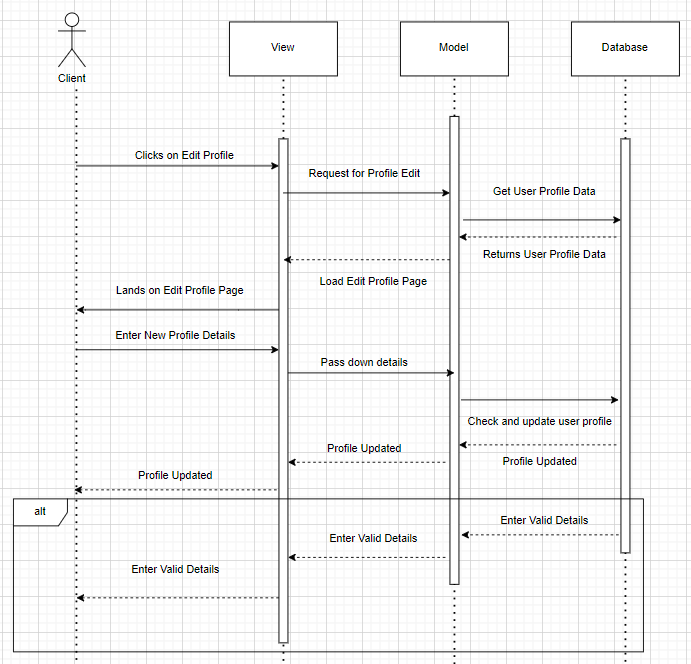 Client
View
Model
Database
Clicks on Edit Profile
Request for Profile Edit
Get User Profile Data
Returns User Profile Data
Load Edit Profile Page
Lands on Edit Profile Page
Enter New Profile Details
Pass down details
Check and update user profile
Profile Updated
Profile Updated
Profile Updated
alt
Enter Valid Details
Enter Valid Details
Enter Valid Details